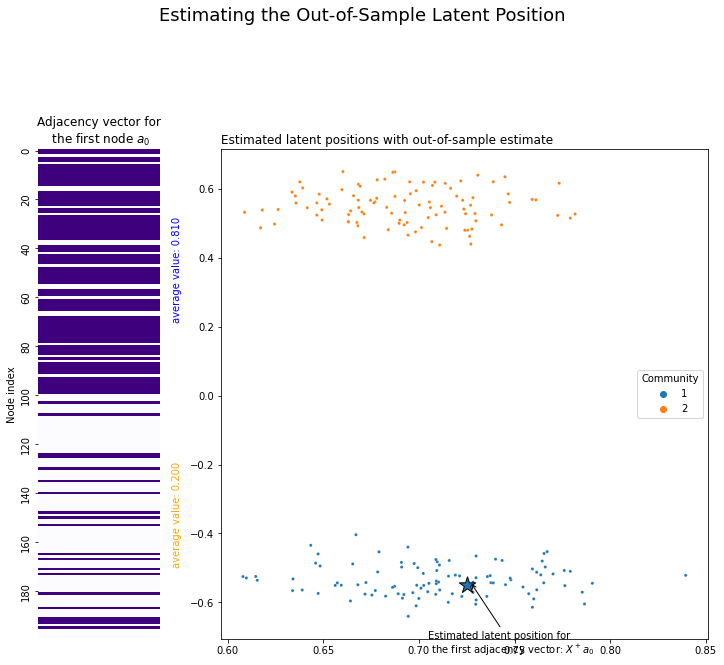 Estimating the Out-of-Sample Latent Position
Adjacency vector for
the first node a₀
Node index
0
20
40
60
80
100
120
140
160
180
average value: 0.810
average value: 0.200
Estimated latent positions with out-of-sample estimate
0.6
0.4
0.2
0.0
−0.2
−0.4
−0.6
Community
1
2
Estimated latent position for
the first adjacency vector: X⁺a₀
0.60
0.65
0.70
0.75
0.80
0.85